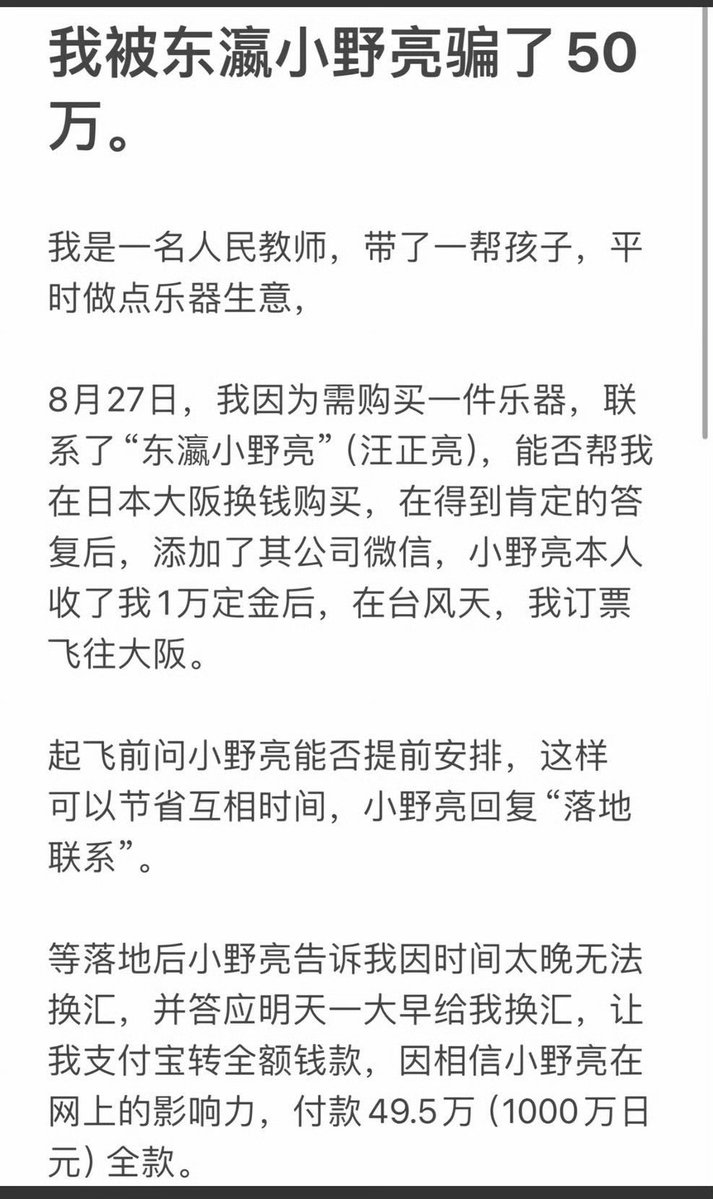 我被东瀛小野亮骗了50
万。
我是一名人民教师，带了一帮孩子，平
时做点乐器生意，
8月27日，我因为需购买一件乐器，联
系了“东瀛小野亮”（汪正亮），能否帮我
在日本大阪换钱购买，在得到肯定的答
复后，添加了其公司微信，小野亮本人
收了我1万定金后，在台风天，我订票
飞往大阪。
起飞前问小野亮能否提前安排，这样
可以节省互相时间，小野亮回复“落地
联系”。
等落地后小野亮告诉我因时间太晚无法
换汇，并答应明天一大早给我换汇，让
我支付宝转全额钱款，因相信小野亮在
网上的影响力，付款49.5万（1000万日
元）全款。